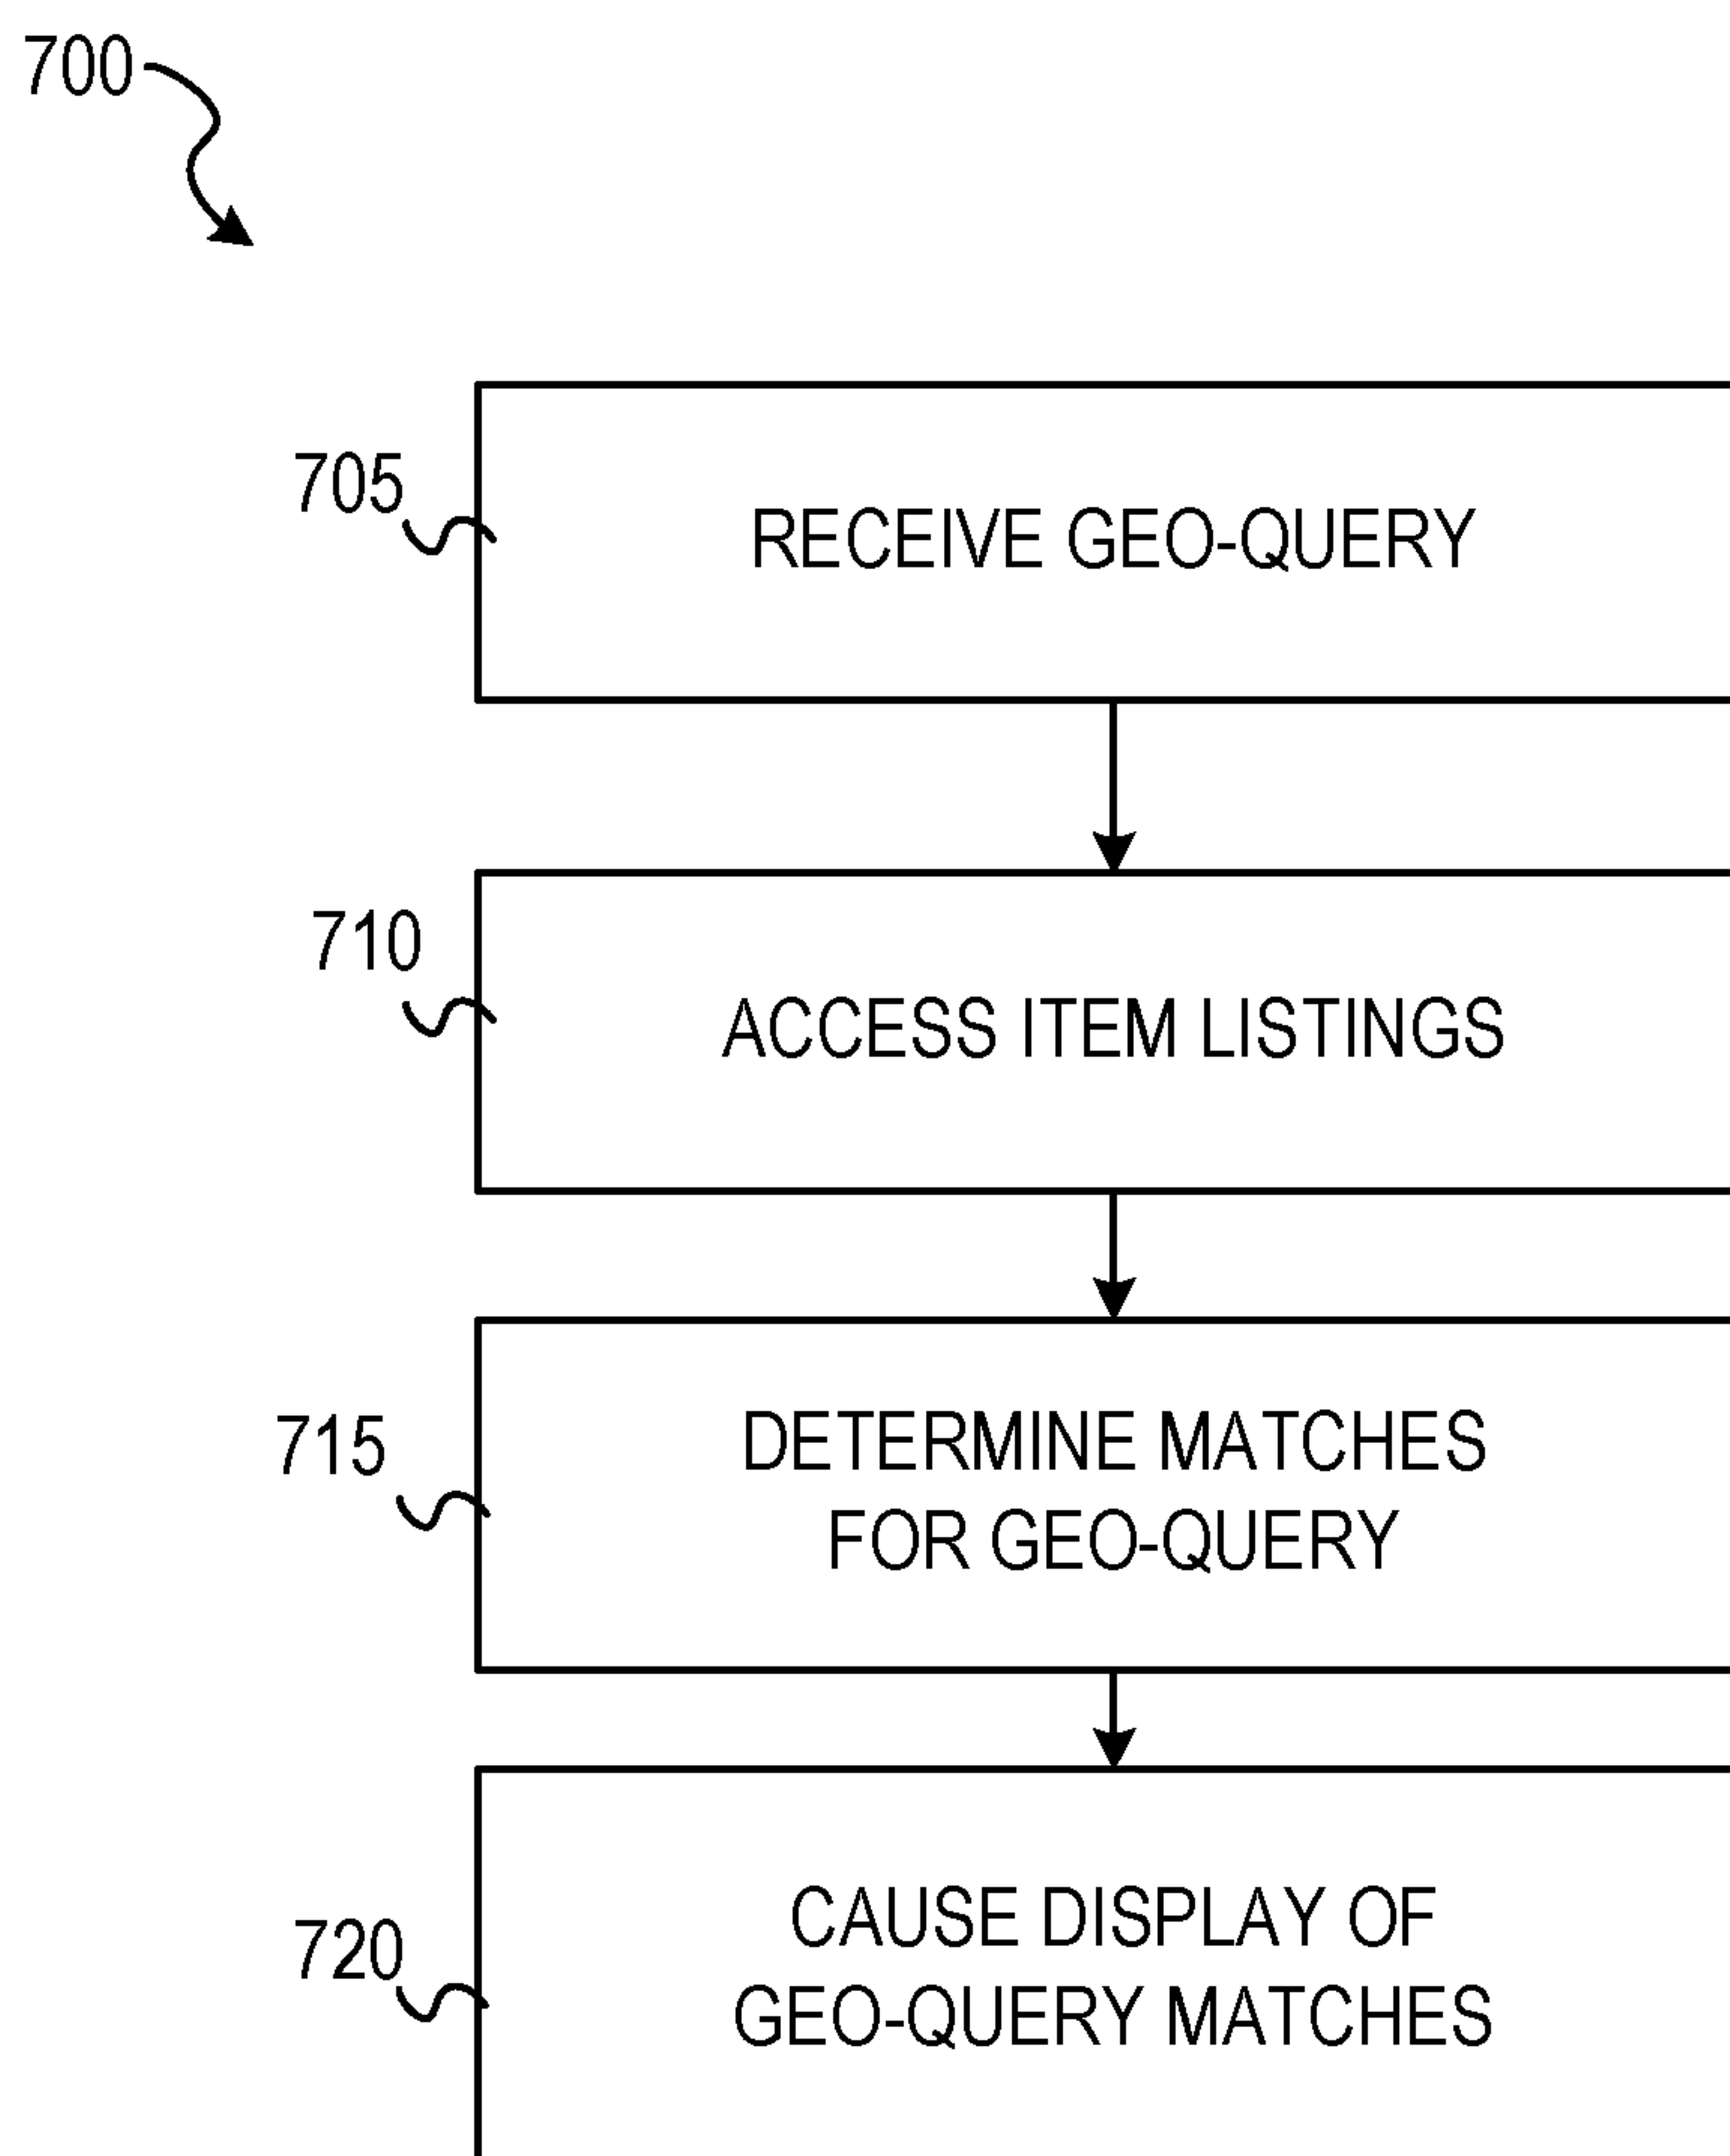 700
705
RECEIVE GEO-QUERY
710
ACCESS ITEM LISTINGS
715
DETERMINE MATCHES
FOR GEO-QUERY
720
CAUSE DISPLAY OF
GEO-QUERY MATCHES